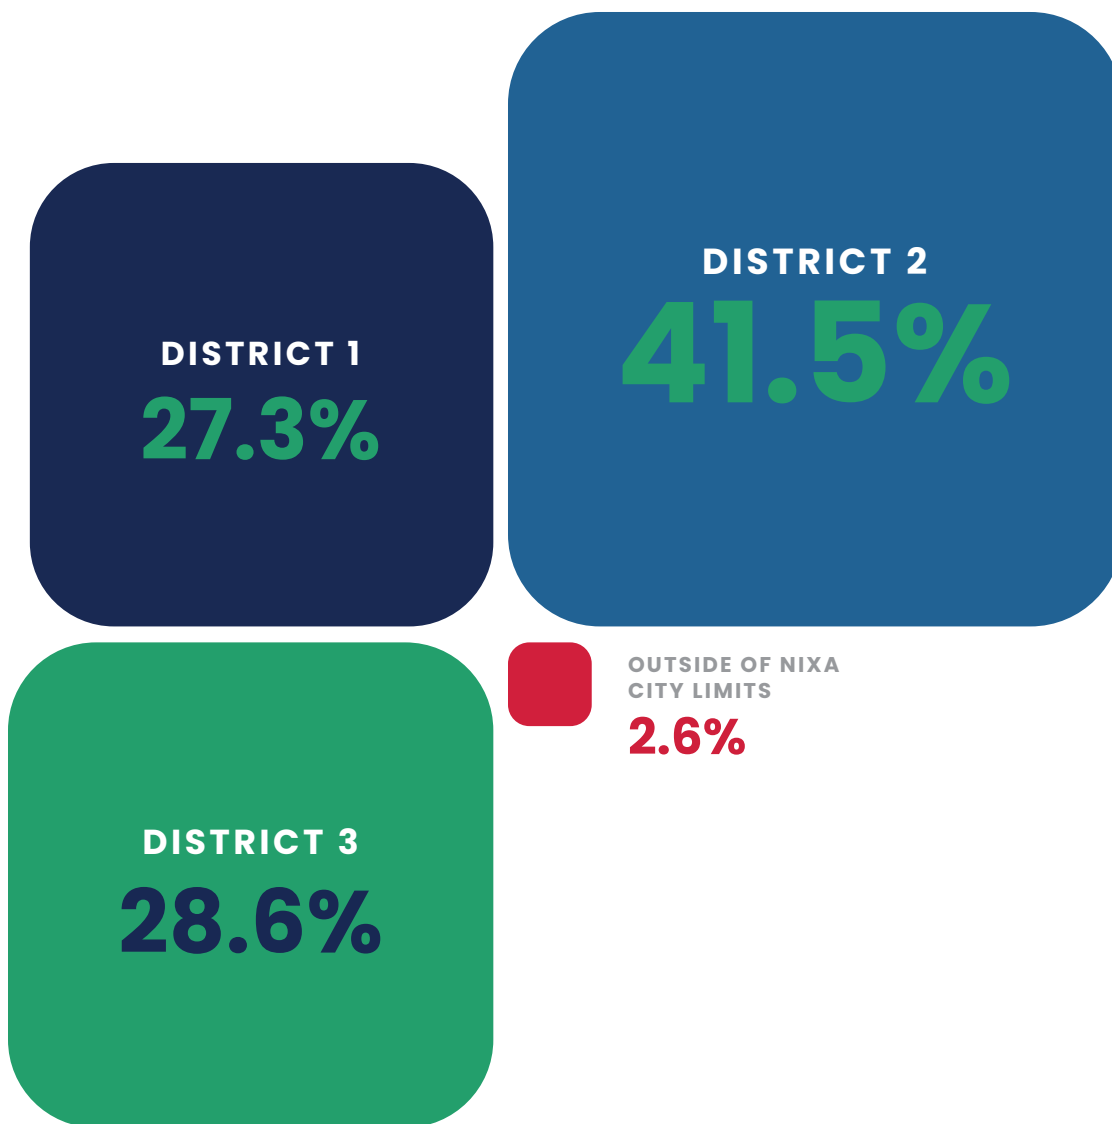 DISTRICT 1
27.3%
DISTRICT 2
41.5%
DISTRICT 3
28.6%
OUTSIDE OF NIXA
CITY LIMITS
2.6%